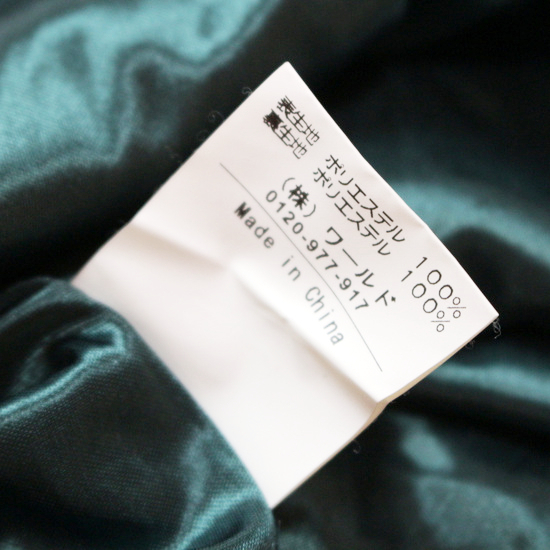 表生地 ポリエステル 100%
裏生地 ポリエステル 100%
(株) ワールド
0120-977-917
Made in China